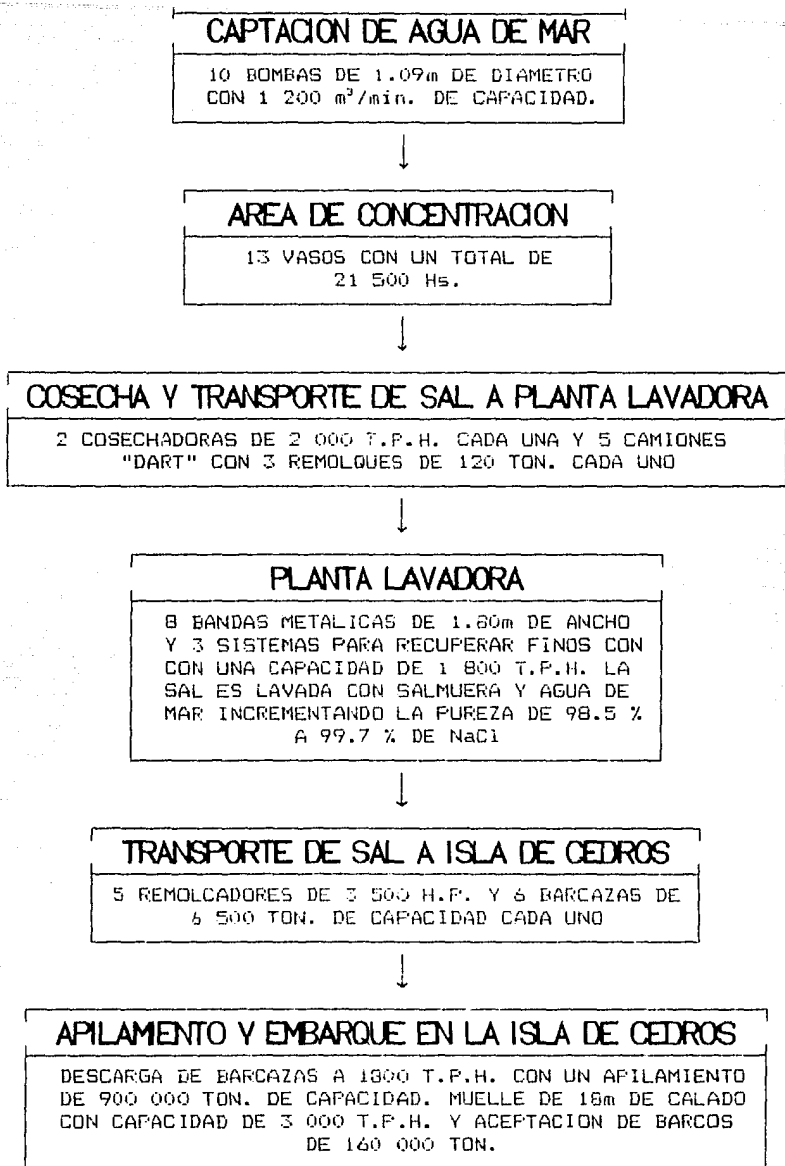 CAPTACION DE AGUA DE MAR
10 BOMBAS DE 1.09m DE DIAMETRO
CON 1 200 m³/min. DE CAPACIDAD.
AREA DE CONCENTRACION
13 VASOS CON UN TOTAL DE
21 500 Hs.
COSECHA Y TRANSPORTE DE SAL A PLANTA LAVADORA
2 COSECHADORAS DE 2 000 T.P.H. CADA UNA Y 5 CAMIONES
"DART" CON 3 REMOLQUES DE 120 TON. CADA UNO
PLANTA LAVADORA
8 BANDAS METALICAS DE DE ANCHO
Y 3 SISTEMAS PARA RECUPERAR FINOS CON
CON UNA CAPACIDAD DE 1 800 T.P.H. LA
SAL ES LAVADA CON SALMUERA Y AGUA DE
MAR INCREMENTANDO LA PUREZA DE 98.5 %
A 99.7 % DE NaCl
TRANSPORTE DE SAL A ISLA DE CEDROS
5 REMOLCADORES DE 3 500 H.P. Y 6 BARCAZAS DE
6 500 TON. DE CAPACIDAD CADA UNO
APILAMIENTO Y EMBARQUE EN LA ISLA DE CEDROS
DESCARGA DE BARCAZAS A T.P.H. CON UN APILAMIENTO
DE 900 000 TON. DE CAPACIDAD. MUELLE DE DE CALADO
CON CAPACIDAD DE 3 000 T.P.H. Y ACEPTACION DE BARCOS
DE 160 000 TON.